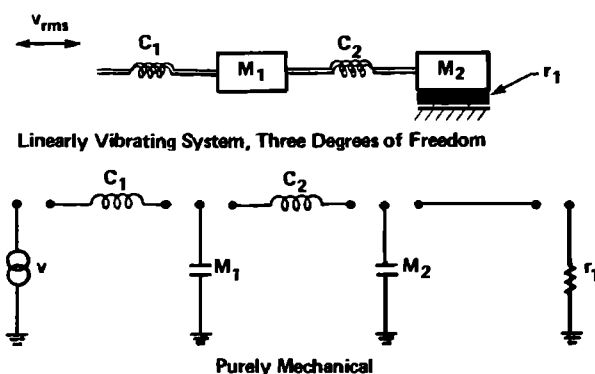 v_rms
C₁
C₂
M₁
M₂
r₁
Linearly Vibrating System, Three Degrees of Freedom
C₁
C₂
v
M₁
M₂
r₁
Purely Mechanical